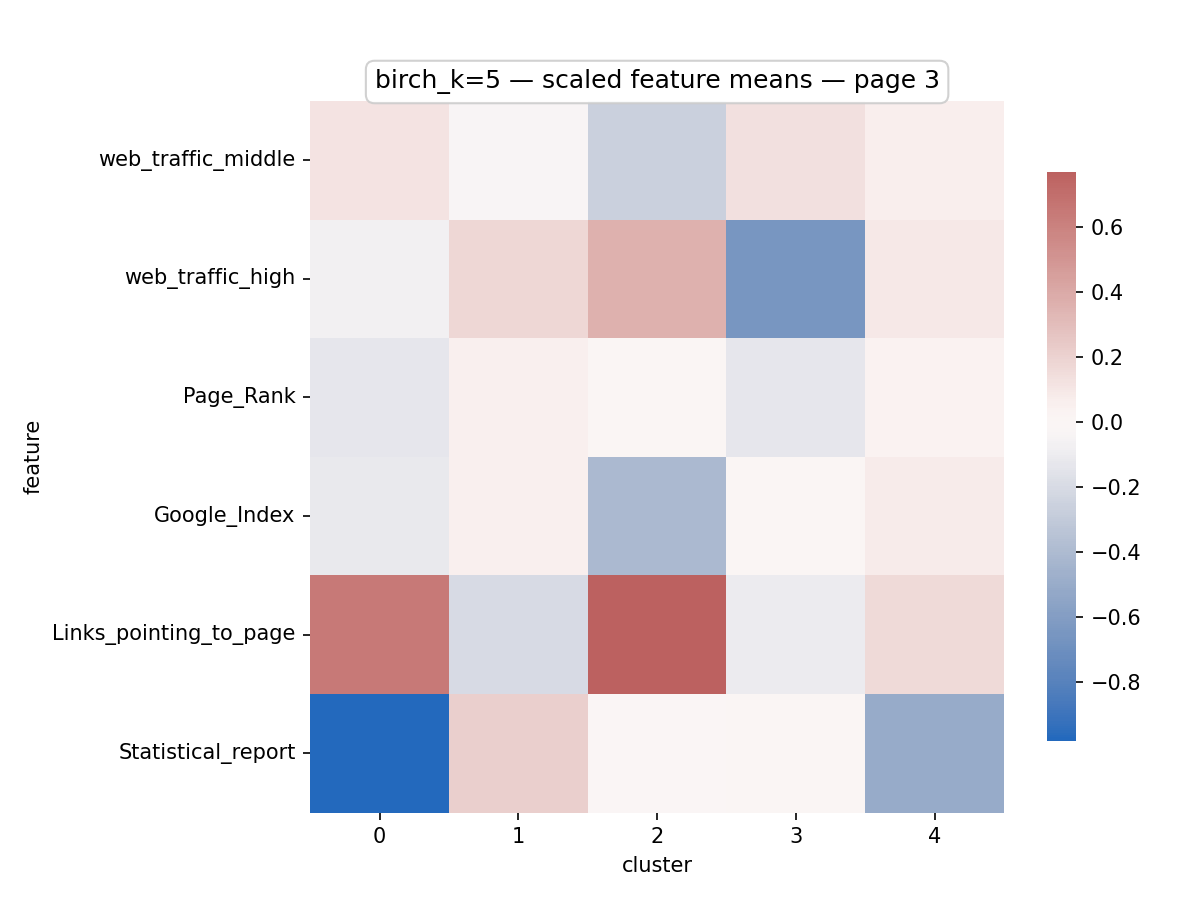 birch_k=5 — scaled feature means — page 3
web_traffic_middle
web_traffic_high
Page_Rank
Google_Index
Links_pointing_to_page
Statistical_report
feature
0 1 2 3 4
cluster
0.6
0.4
0.2
0.0
−0.2
−0.4
−0.6
−0.8